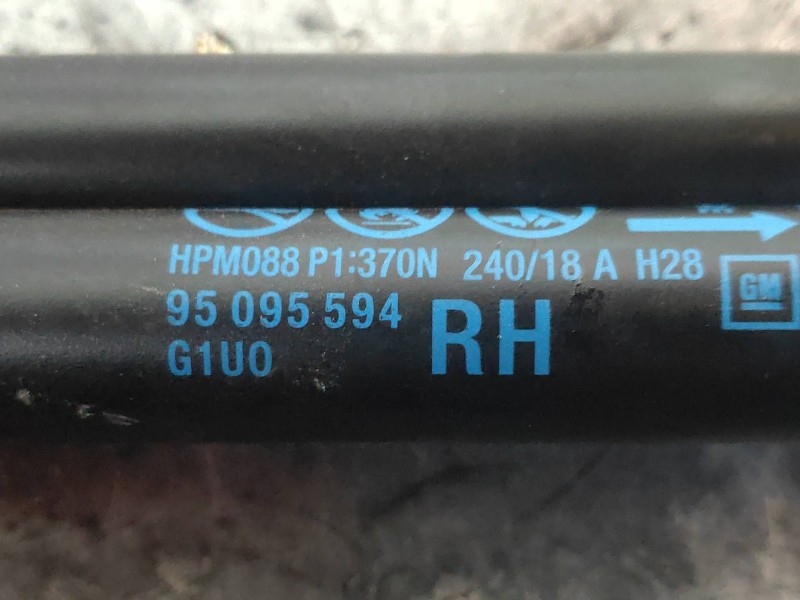 HPM088 P1:370N 240/18 A H28
95 095 594 RH
G1U0
GM